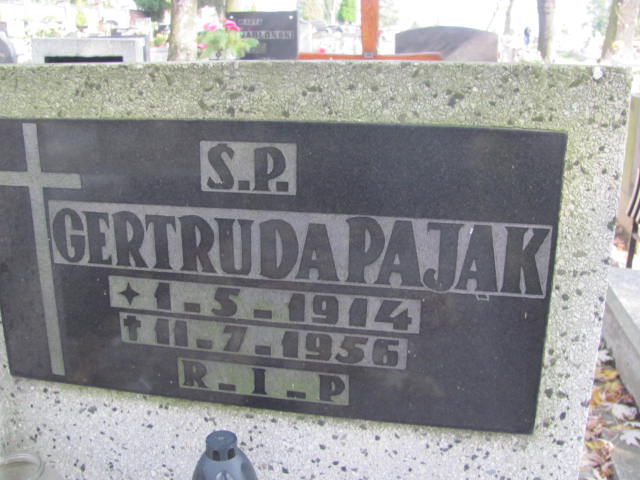 Ś.P.
GERTRUDA PAJĄK
✦ 1-5-1914
✝ 11-7-1956
R-I-P